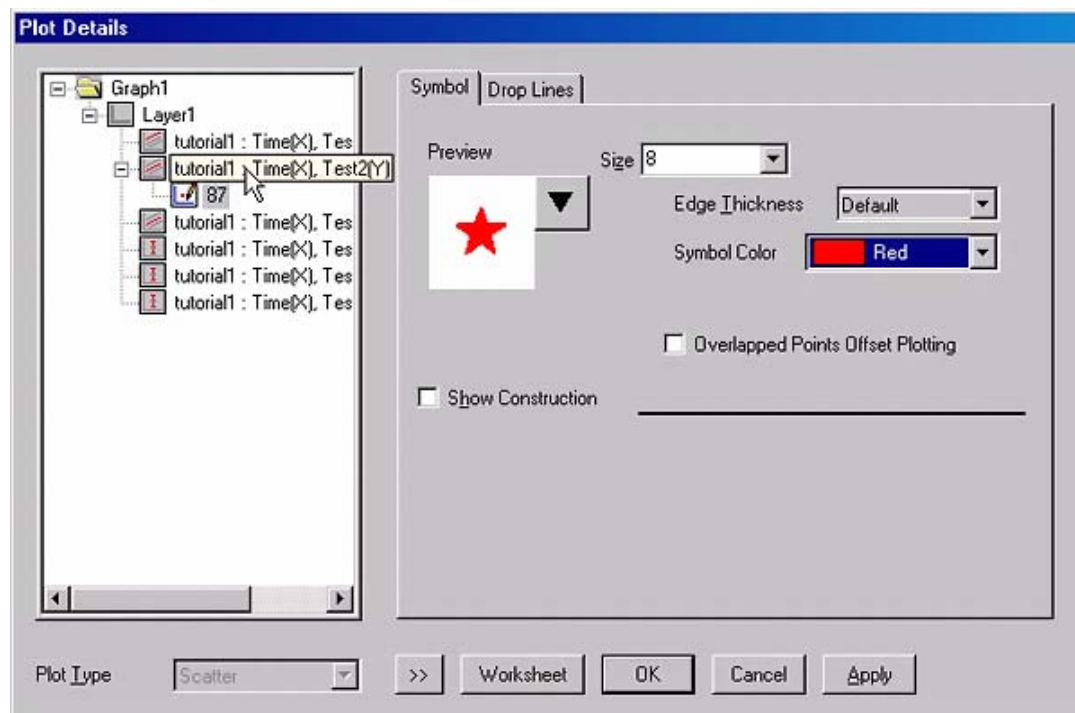 Plot Details
Graph1
Layer1
tutorial1 : Time(X), Tes
tutorial1 : Time(X), Test2(Y)
87
tutorial1 : Time(X), Tes
tutorial1 : Time(X), Tes
tutorial1 : Time(X), Tes
tutorial1 : Time(X), Tes
Symbol
Drop Lines
Preview
Size 8
Edge Thickness Default
Symbol Color Red
Overlapped Points Offset Plotting
Show Construction
Plot Type Scatter
>> Worksheet OK Cancel Apply